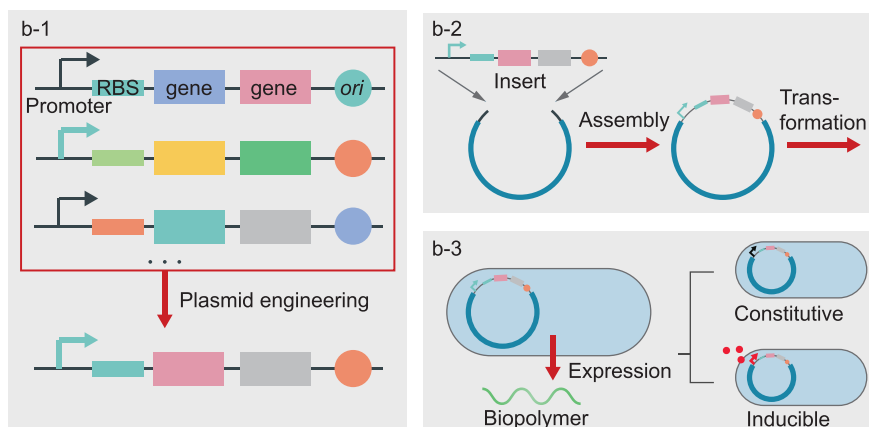 b-1
RBS
gene
gene
ori
Promoter
. . .
Plasmid engineering
b-2
Insert
Assembly
Trans-
formation
b-3
Expression
Biopolymer
Constitutive
Inducible